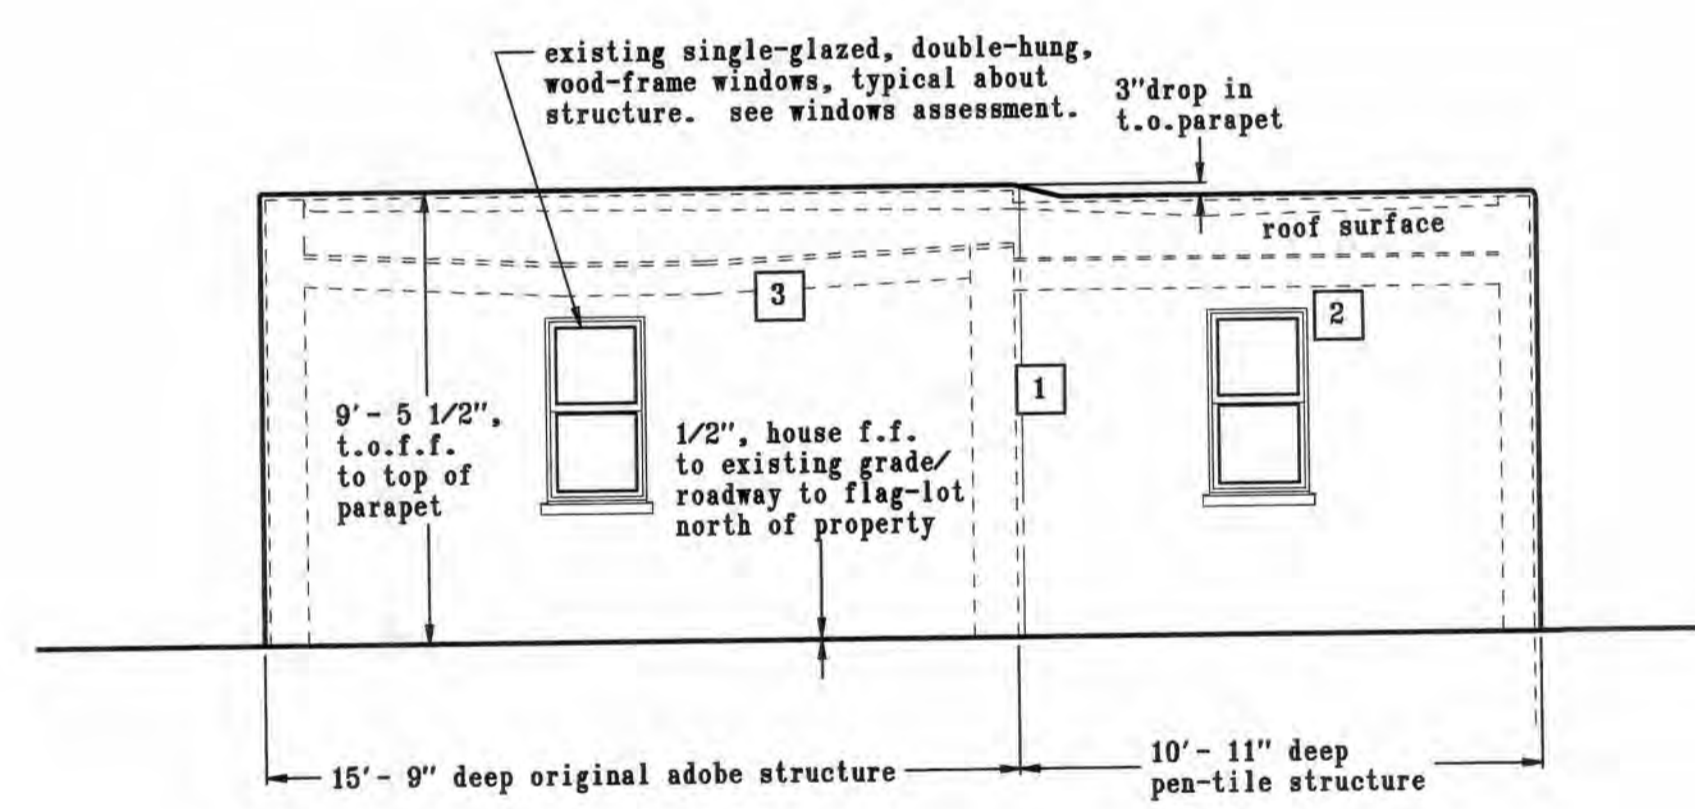 existing single-glazed, double-hung,
wood-frame windows, typical about
structure. see windows assessment.
3"drop in
t.o.parapet
roof surface
3
2
1
9'- 5 1/2",
t.o.f.f.
to top of
parapet
1/2", house f.f.
to existing grade/
roadway to flag-lot
north of property
15'- 9" deep original adobe structure
10'- 11" deep
pen-tile structure